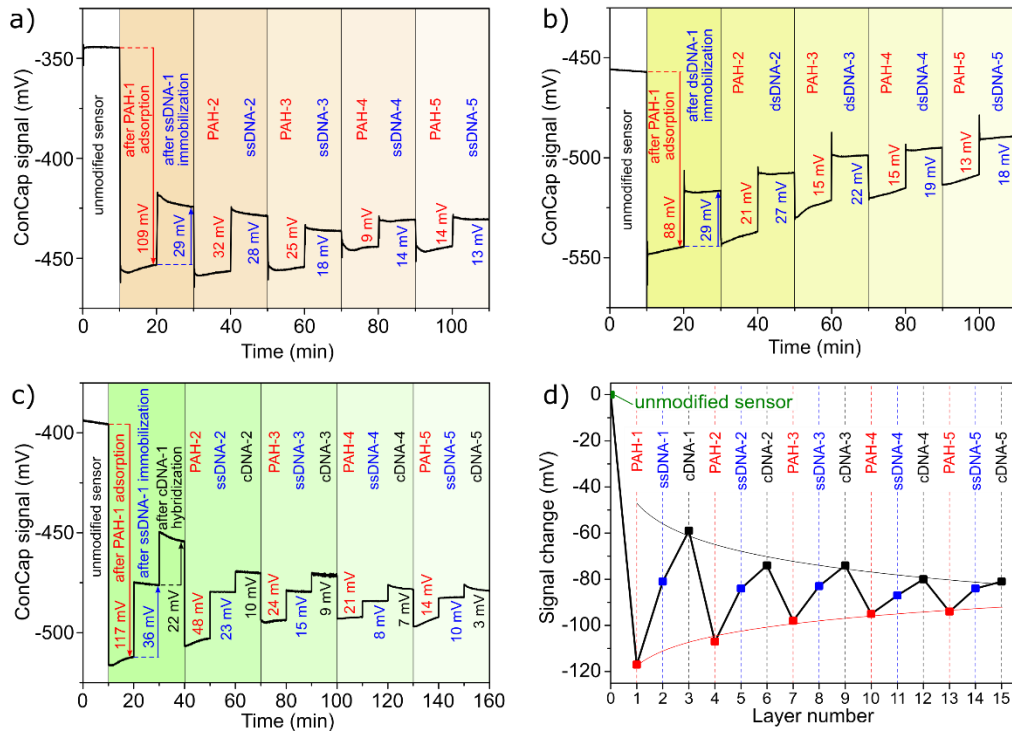 a)
ConCap signal (mV)
-350
-400
-450
unmodified sensor
after PAH-1
adsorption
109 mV
after ssDNA-1
immobilization
29 mV
PAH-2
32 mV
ssDNA-2
28 mV
PAH-3
25 mV
ssDNA-3
18 mV
PAH-4
9 mV
ssDNA-4
14 mV
PAH-5
14 mV
ssDNA-5
13 mV
0 20 40 60 80 100
Time (min)
b)
ConCap signal (mV)
-450
-500
-550
unmodified sensor
after PAH-1
adsorption
88 mV
after dsDNA-1
immobilization
29 mV
PAH-2
21 mV
dsDNA-2
27 mV
PAH-3
15 mV
dsDNA-3
22 mV
PAH-4
15 mV
dsDNA-4
19 mV
PAH-5
13 mV
dsDNA-5
18 mV
0 20 40 60 80 100
Time (min)
c)
ConCap signal (mV)
-400
-450
-500
unmodified sensor
after PAH-1 adsorption
117 mV
after ssDNA-1 immobilization
36 mV
after cDNA-1
hybridization
22 mV
PAH-2
48 mV
ssDNA-2
23 mV
cDNA-2
10 mV
PAH-3
24 mV
ssDNA-3
15 mV
cDNA-3
9 mV
PAH-4
21 mV
ssDNA-4
8 mV
cDNA-4
7 mV
PAH-5
14 mV
ssDNA-5
10 mV
cDNA-5
3 mV
0 20 40 60 80 100 120 140 160
Time (min)
d)
Signal change (mV)
0
-20
-40
-60
-80
-100
-120
unmodified sensor
PAH-1
ssDNA-1
cDNA-1
PAH-2
ssDNA-2
cDNA-2
PAH-3
ssDNA-3
cDNA-3
PAH-4
ssDNA-4
cDNA-4
PAH-5
ssDNA-5
cDNA-5
0 1 2 3 4 5 6 7 8 9 10 11 12 13 14 15
Layer number